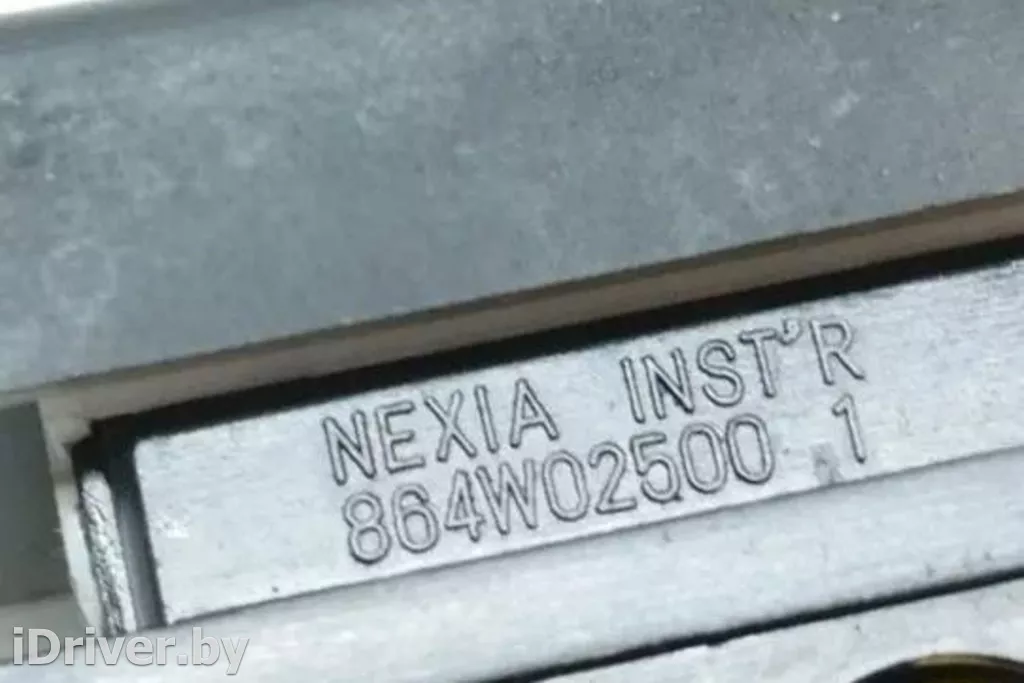 NEXIA INST'R
864W02500 1
iDriver.by